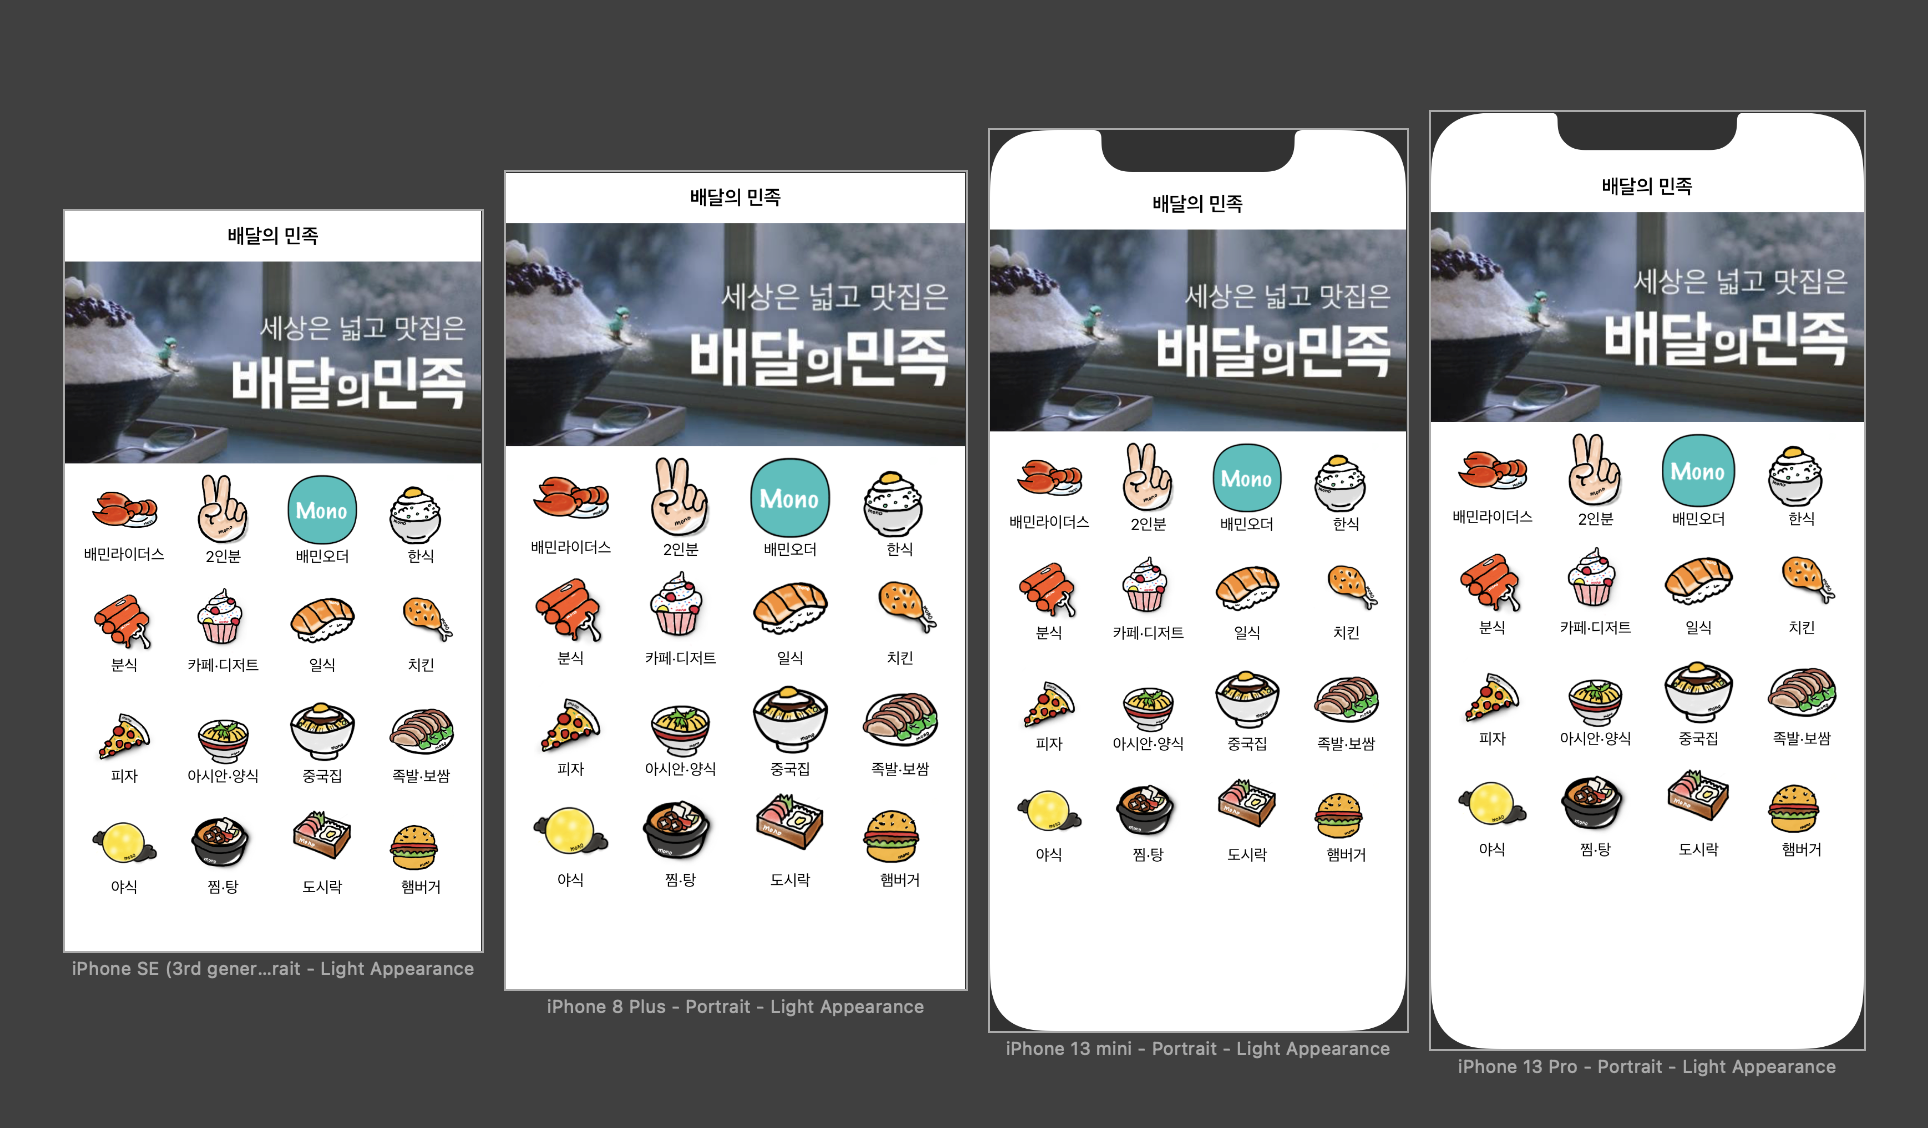 배달의 민족
세상은 넓고 맛집은
배달의민족
배민라이더스
2인분
Mono
배민오더
한식
분식
카페·디저트
일식
치킨
피자
아시안·양식
중국집
족발·보쌈
야식
찜·탕
도시락
햄버거
iPhone SE (3rd gener...rait - Light Appearance
배달의 민족
세상은 넓고 맛집은
배달의민족
배민라이더스
2인분
mono
Mono
배민오더
한식
분식
카페·디저트
일식
치킨
피자
아시안·양식
중국집
족발·보쌈
야식
찜·탕
도시락
햄버거
iPhone 8 Plus - Portrait - Light Appearance
배달의 민족
세상은 넓고 맛집은
배달의민족
배민라이더스
2인분
Mono
배민오더
한식
분식
카페·디저트
일식
치킨
피자
아시안·양식
중국집
족발·보쌈
야식
찜·탕
도시락
햄버거
iPhone 13 mini - Portrait - Light Appearance
배달의 민족
세상은 넓고 맛집은
배달의민족
배민라이더스
2인분
Mono
배민오더
한식
분식
카페·디저트
일식
치킨
피자
아시안·양식
중국집
족발·보쌈
야식
찜·탕
도시락
햄버거
iPhone 13 Pro - Portrait - Light Appearance